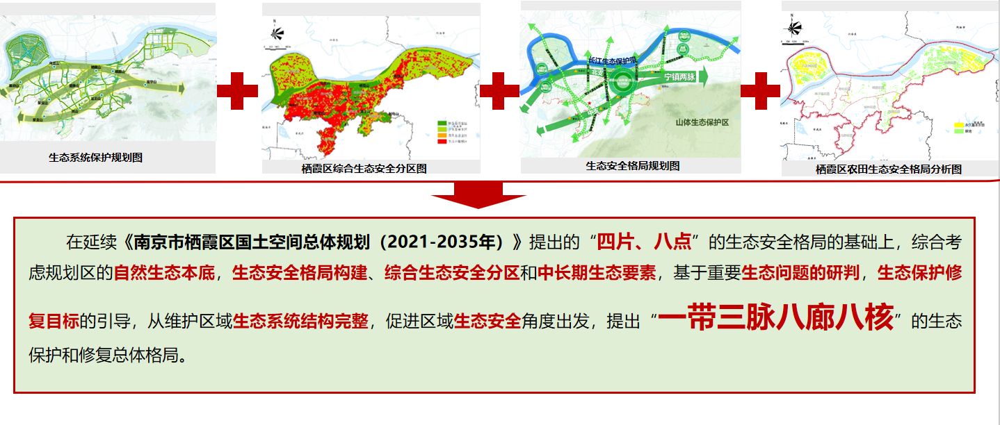 长江生态保护带
宁镇两脉
山体生态保护区
生态系统保护规划图
栖霞区综合生态安全分区图
生态安全格局规划图
栖霞区农田生态安全格局分析图
在延续《南京市栖霞区国土空间总体规划（2021-2035年）》提出的“四片、八点”的生态安全格局的基础上，综合考
虑规划区的自然生态本底，生态安全格局构建、综合生态安全分区和中长期生态要素，基于重要生态问题的研判，生态保护修
复目标的引导，从维护区域生态系统结构完整，促进区域生态安全角度出发，提出“一带三脉八廊八核”的生态
保护和修复总体格局。